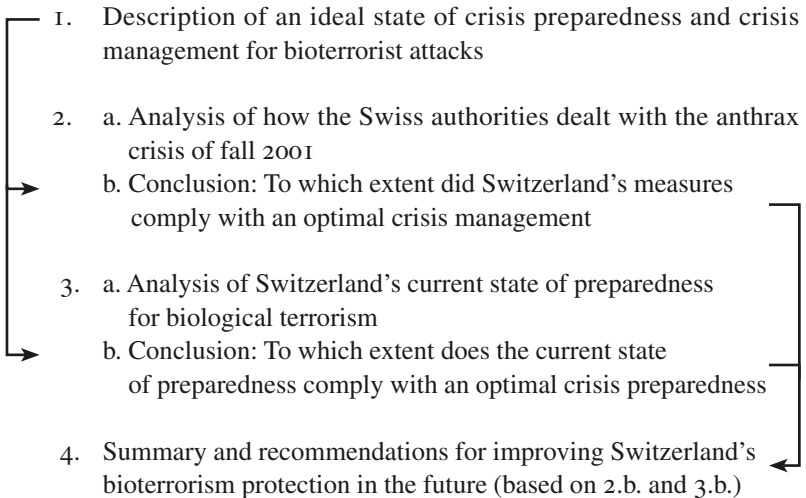 1. Description of an ideal state of crisis preparedness and crisis
management for bioterrorist attacks
2. a. Analysis of how the Swiss authorities dealt with the anthrax
crisis of fall 2001
b. Conclusion: To which extent did Switzerland's measures
comply with an optimal crisis management
3. a. Analysis of Switzerland's current state of preparedness
for biological terrorism
b. Conclusion: To which extent does the current state
of preparedness comply with an optimal crisis preparedness
4. Summary and recommendations for improving Switzerland's
bioterrorism protection in the future (based on 2.b. and 3.b.)